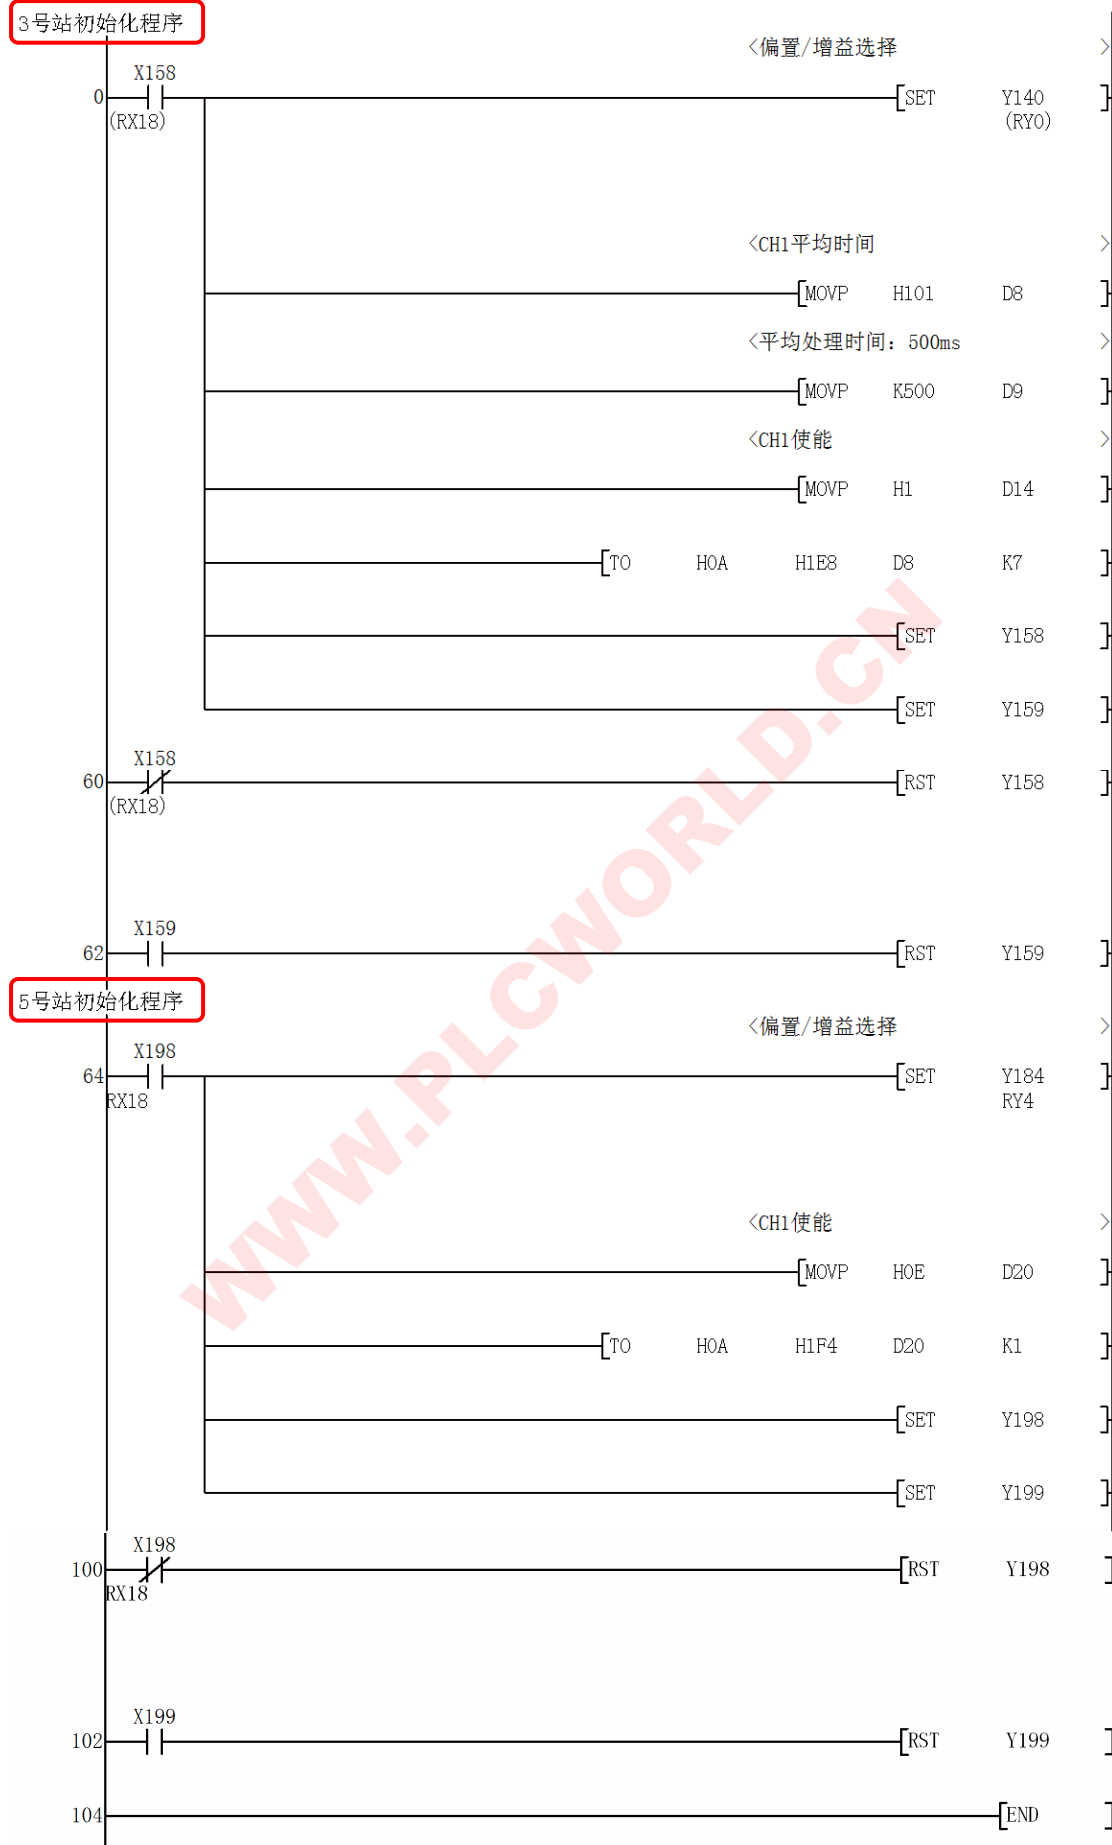 3号站初始化程序
<偏置/增益选择 >
X158
0 [SET Y140 ]
(RX18) (RY0)
<CH1平均时间 >
[MOVP H101 D8 ]
<平均处理时间: 500ms >
[MOVP K500 D9 ]
<CH1使能 >
[MOVP H1 D14 ]
[TO H0A H1E8 D8 K7 ]
[SET Y158 ]
[SET Y159 ]
X158
60 [RST Y158 ]
(RX18)
X159
62 [RST Y159 ]
5号站初始化程序
<偏置/增益选择 >
X198
64 [SET Y184 ]
RX18 RY4
<CH1使能 >
[MOVP H0E D20 ]
[TO H0A H1F4 D20 K1 ]
[SET Y198 ]
[SET Y199 ]
X198
100 [RST Y198 ]
RX18
X199
102 [RST Y199 ]
104 [END ]
WWW.PLCWORLD.CN